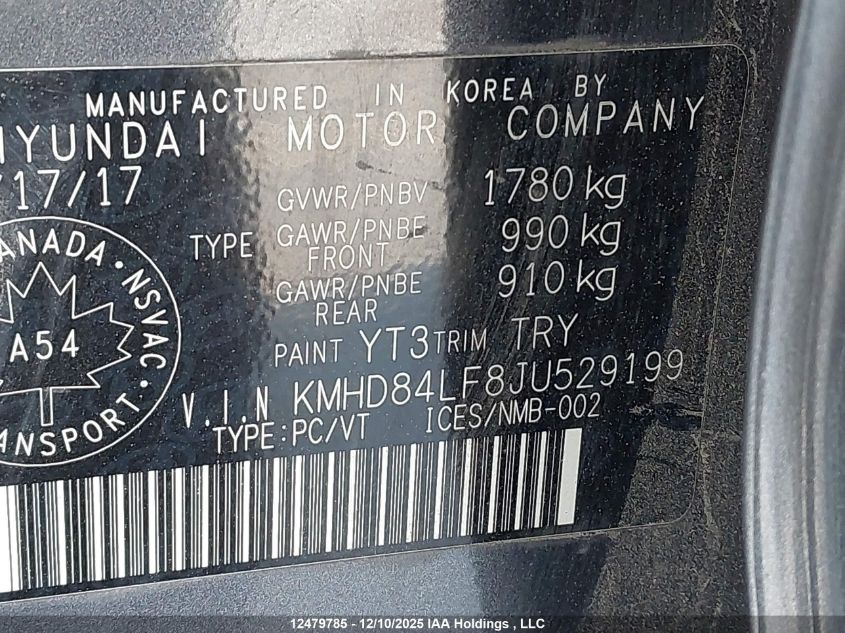 MANUFACTURED IN KOREA BY
HYUNDAI MOTOR COMPANY
/17/17
GVWR/PNBV 1780 kg
TYPE GAWR/PNBE FRONT 990 kg
GAWR/PNBE REAR 910 kg
PAINT YT3 TRIM TRY
V.I.N KMHD84LF8JU529199
TYPE:PC/VT ICES/NMB-002
CANADA · NSVAC ·
A54
TRANSPORT ·
12479785 - 12/10/2025 IAA Holdings , LLC